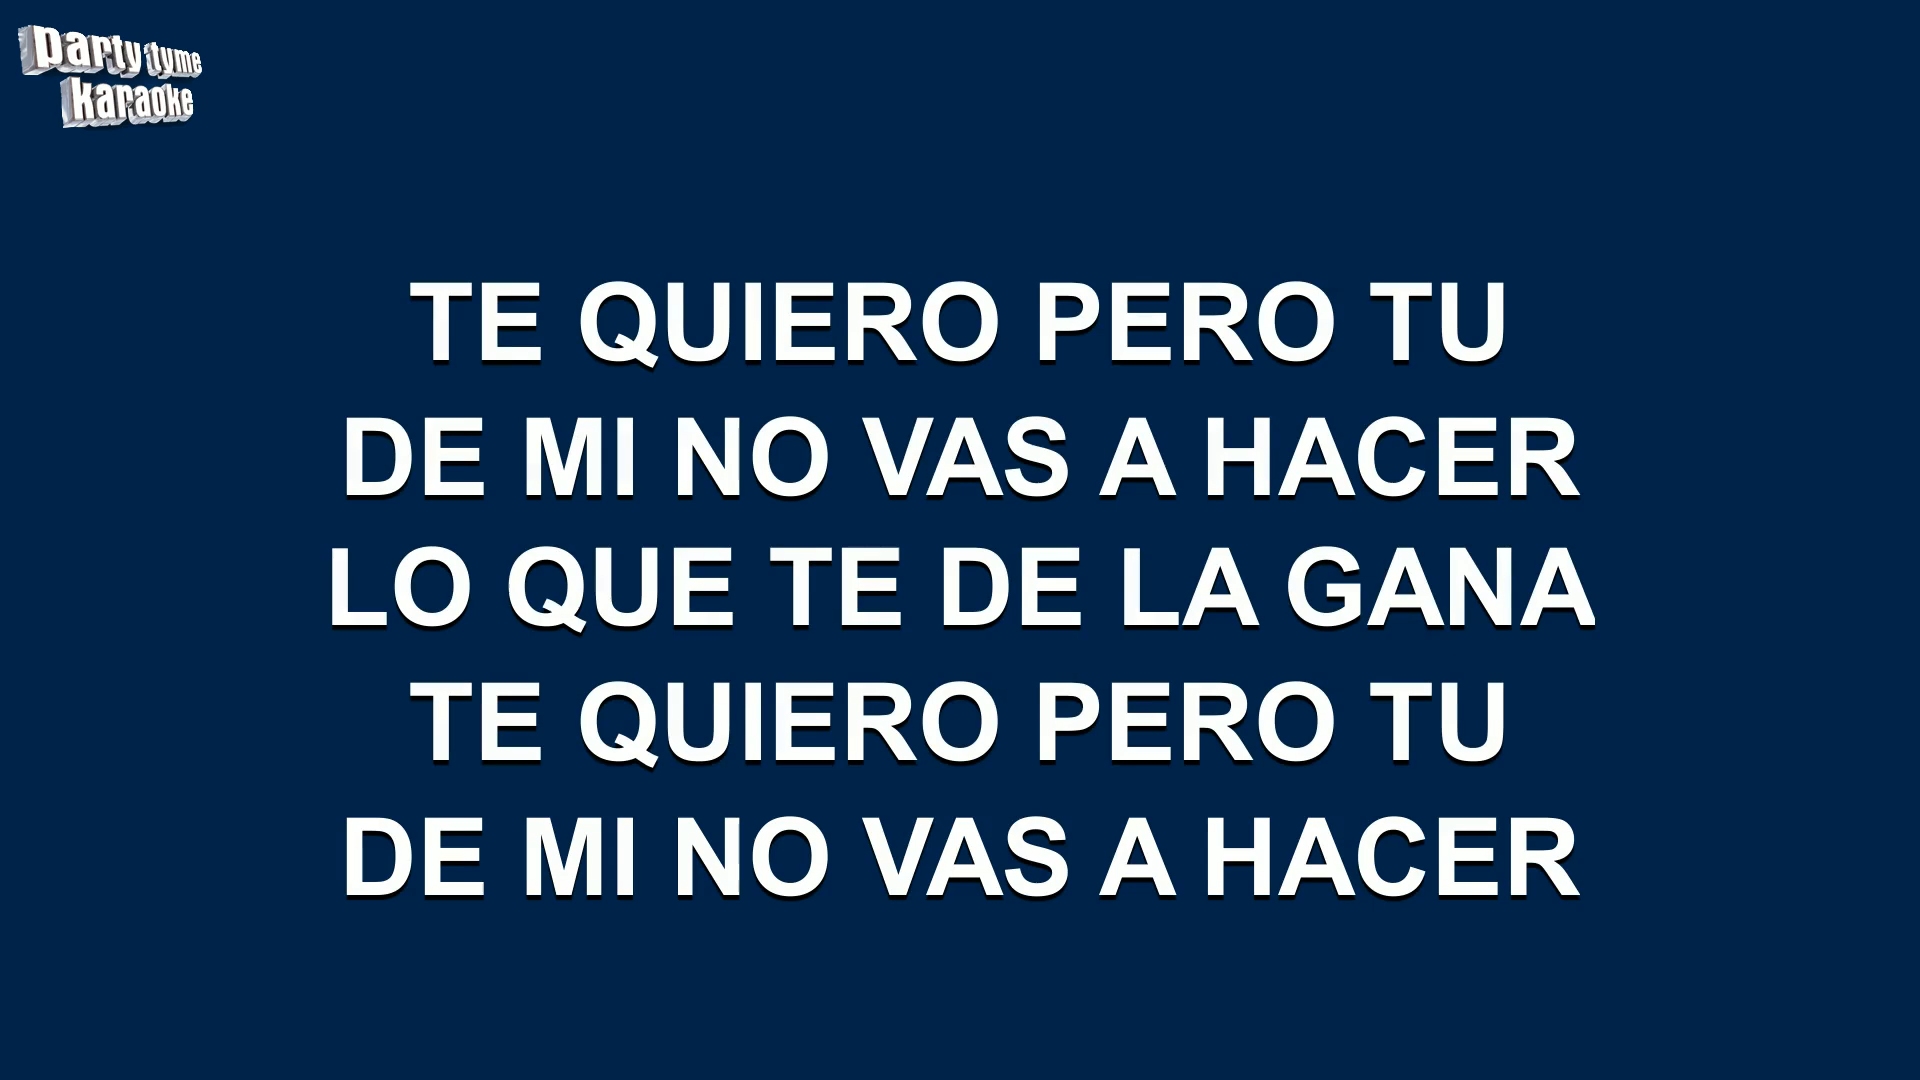 party tyme
karaoke
TE QUIERO PERO TU
DE MI NO VAS A HACER
LO QUE TE DE LA GANA
TE QUIERO PERO TU
DE MI NO VAS A HACER